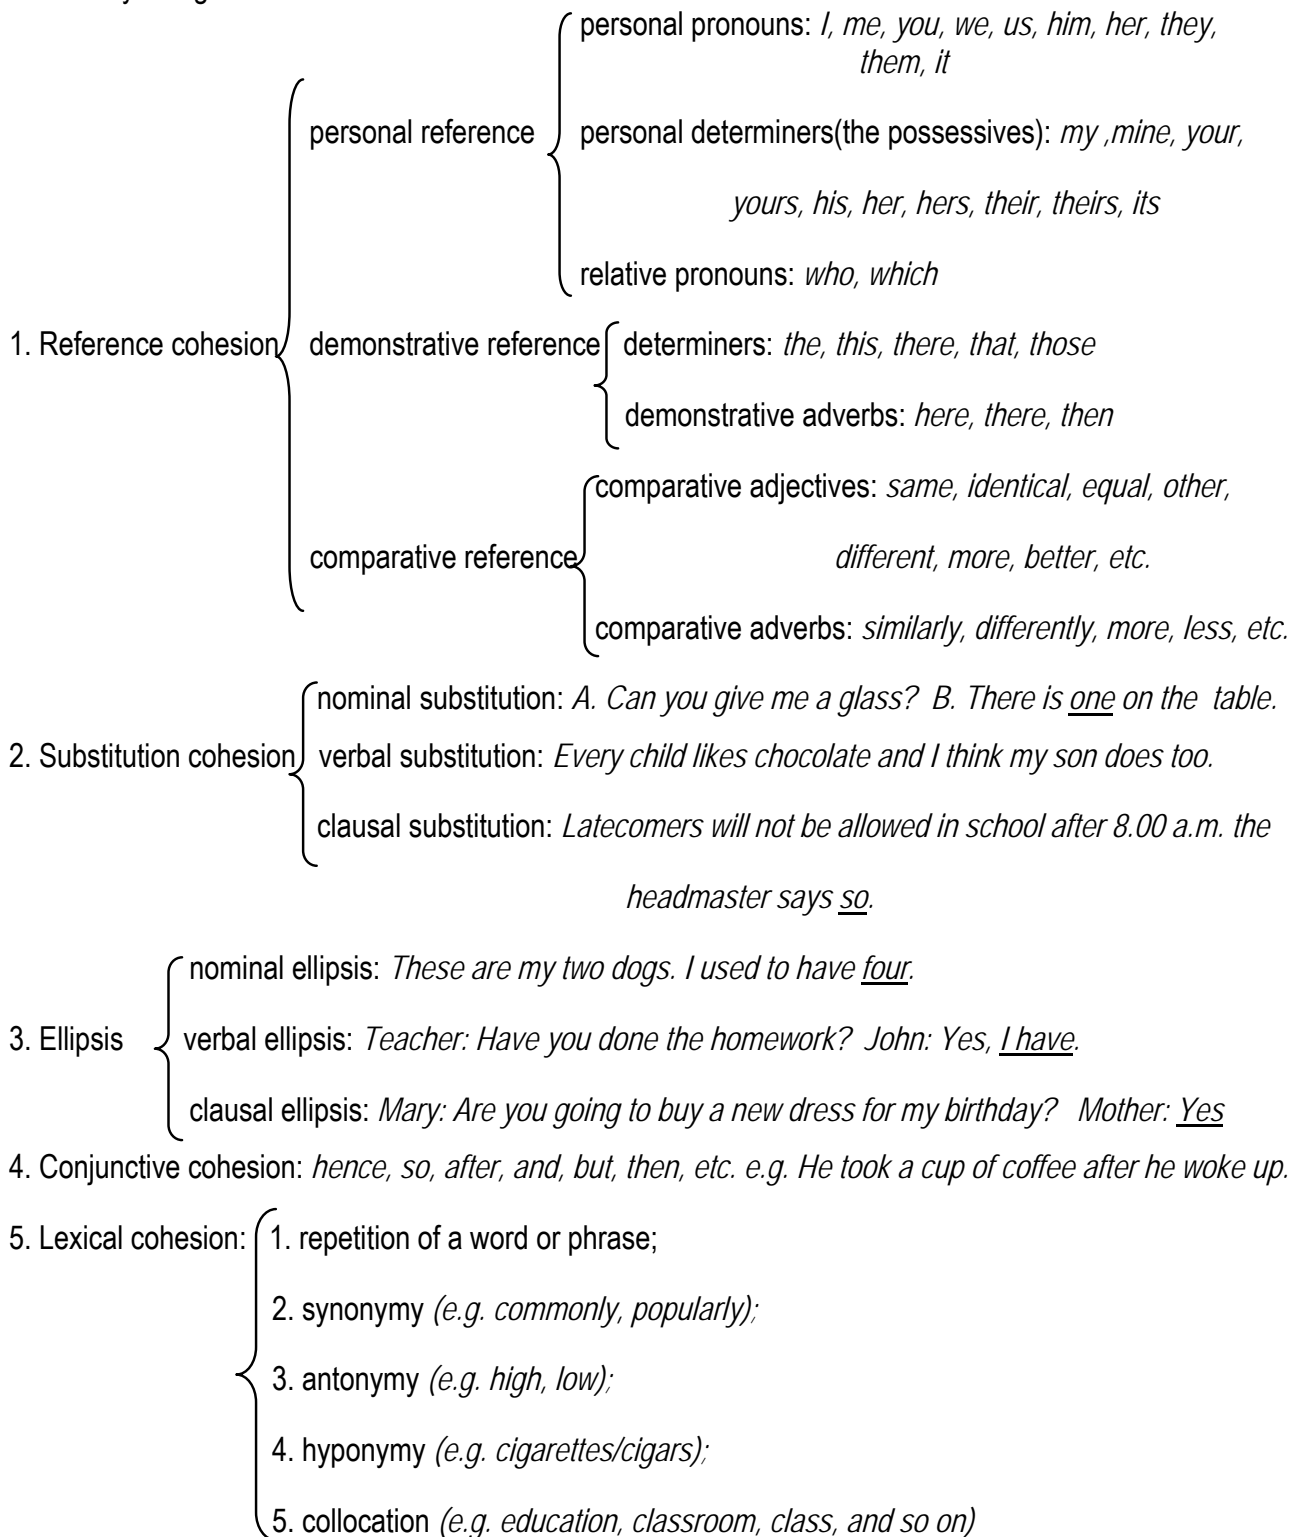 personal pronouns: I, me, you, we, us, him, her, they,
them, it
personal reference
personal determiners(the possessives): my ,mine, your,
yours, his, her, hers, their, theirs, its
relative pronouns: who, which
1. Reference cohesion
demonstrative reference
determiners: the, this, there, that, those
demonstrative adverbs: here, there, then
comparative adjectives: same, identical, equal, other,
comparative reference
different, more, better, etc.
comparative adverbs: similarly, differently, more, less, etc.
nominal substitution: A. Can you give me a glass? B. There is one on the table.
2. Substitution cohesion
verbal substitution: Every child likes chocolate and I think my son does too.
clausal substitution: Latecomers will not be allowed in school after 8.00 a.m. the
headmaster says so.
nominal ellipsis: These are my two dogs. I used to have four.
3. Ellipsis
verbal ellipsis: Teacher: Have you done the homework? John: Yes, I have.
clausal ellipsis: Mary: Are you going to buy a new dress for my birthday? Mother: Yes
4. Conjunctive cohesion: hence, so, after, and, but, then, etc. e.g. He took a cup of coffee after he woke up.
5. Lexical cohesion:
1. repetition of a word or phrase;
2. synonymy (e.g. commonly, popularly);
3. antonymy (e.g. high, low);
4. hyponymy (e.g. cigarettes/cigars);
5. collocation (e.g. education, classroom, class, and so on)